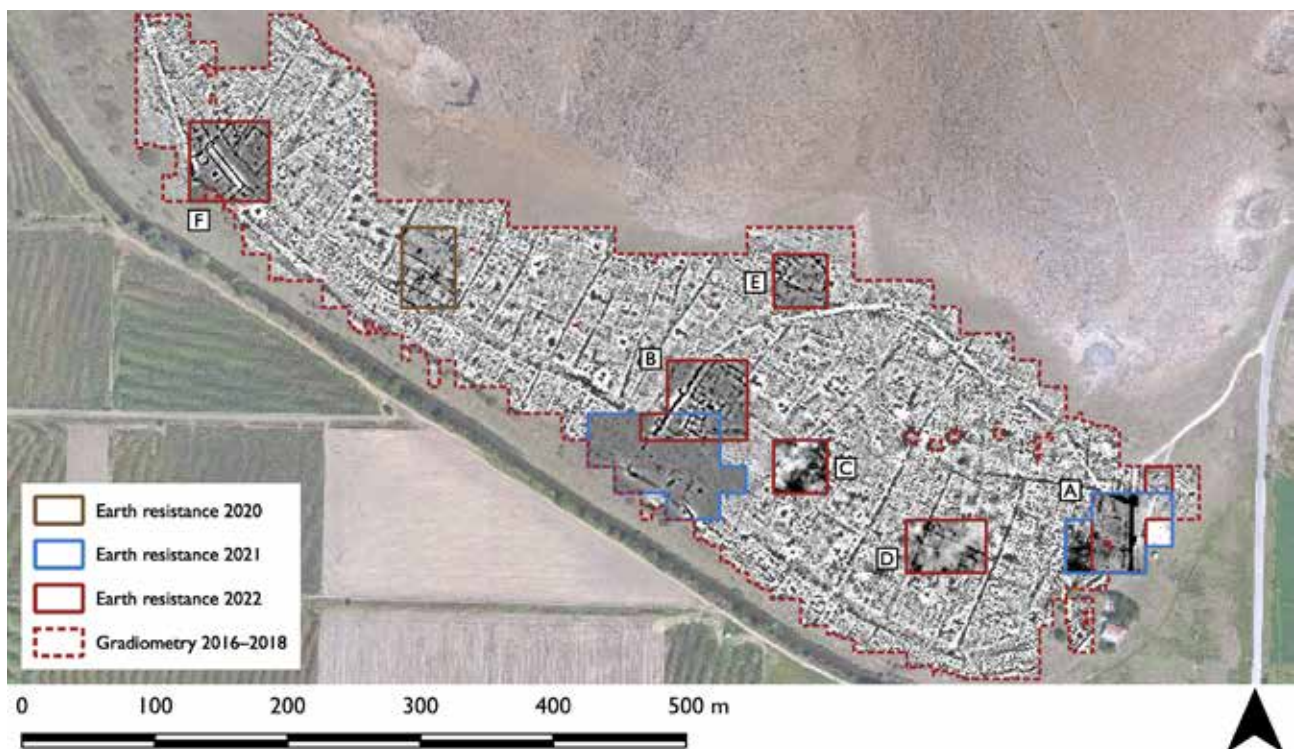 F
E
B
C
A
D
Earth resistance 2020
Earth resistance 2021
Earth resistance 2022
Gradiometry 2016–2018
0 100 200 300 400 500 m